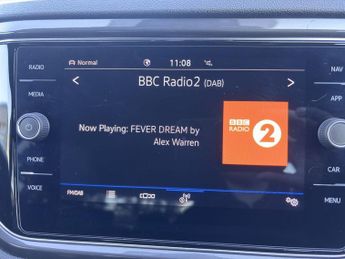 RADIO
MEDIA
PHONE
VOICE
Normal
11:08
NAV
APP
CAR
MENU
< BBC Radio2 (DAB) >
Now Playing: FEVER DREAM by
Alex Warren
BBC
RADIO
2
FM/DAB